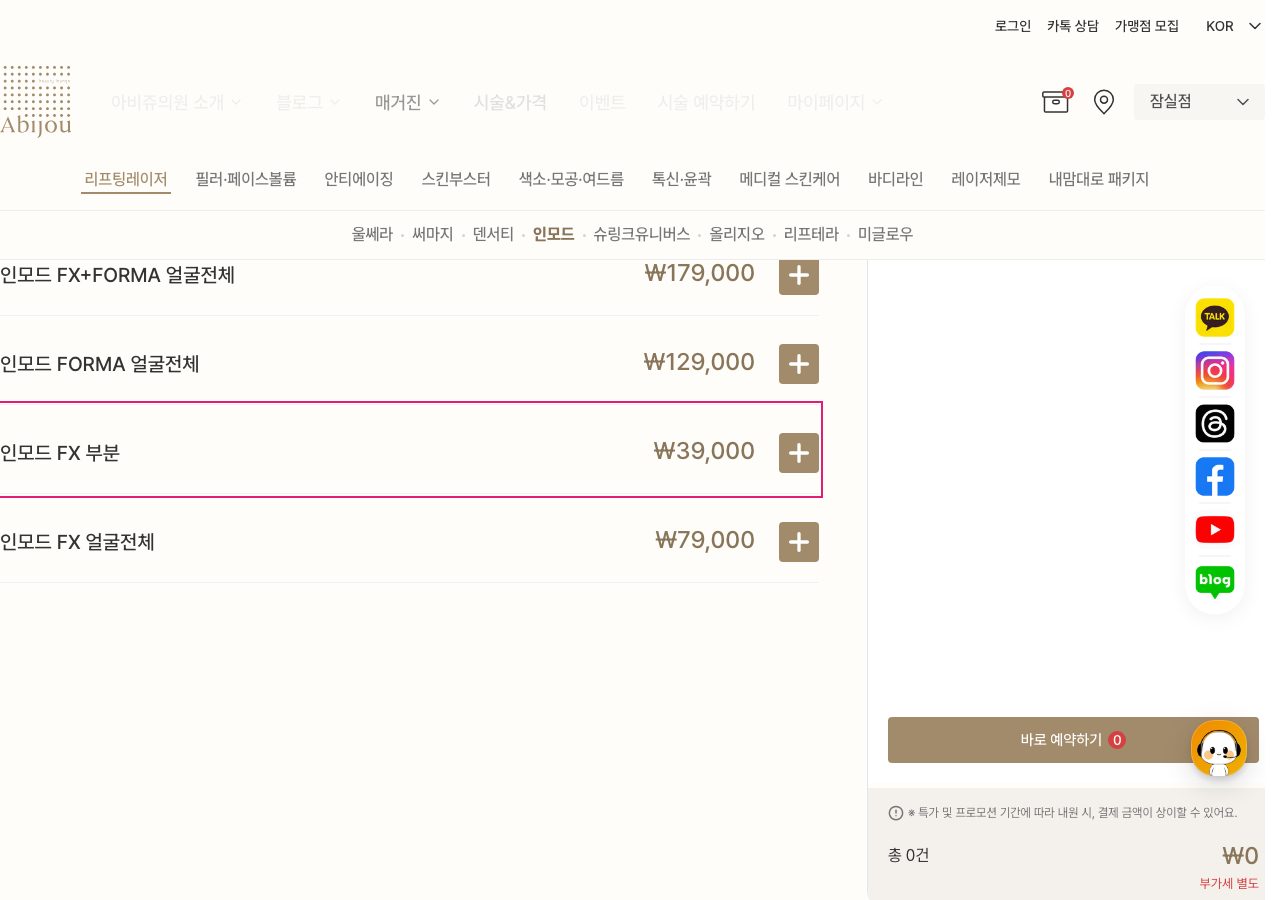 로그인 카톡 상담 가맹점 모집 KOR
Abijou
아비쥬의원 소개 블로그 매거진 시술&가격 이벤트 시술 예약하기 마이페이지
0
잠실점
리프팅레이저 필러·페이스볼륨 안티에이징 스킨부스터 색소·모공·여드름 톡신·윤곽 메디컬 스킨케어 바디라인 레이저제모 내맘대로 패키지
울쎄라 · 써마지 · 덴서티 · 인모드 · 슈링크유니버스 · 올리지오 · 리프테라 · 미글로우
인모드 FX+FORMA 얼굴전체 ₩179,000
인모드 FORMA 얼굴전체 ₩129,000
인모드 FX 부분 ₩39,000
인모드 FX 얼굴전체 ₩79,000
TALK
blog
바로 예약하기 0
※ 특가 및 프로모션 기간에 따라 내원 시, 결제 금액이 상이할 수 있어요.
총 0건 ₩0
부가세 별도